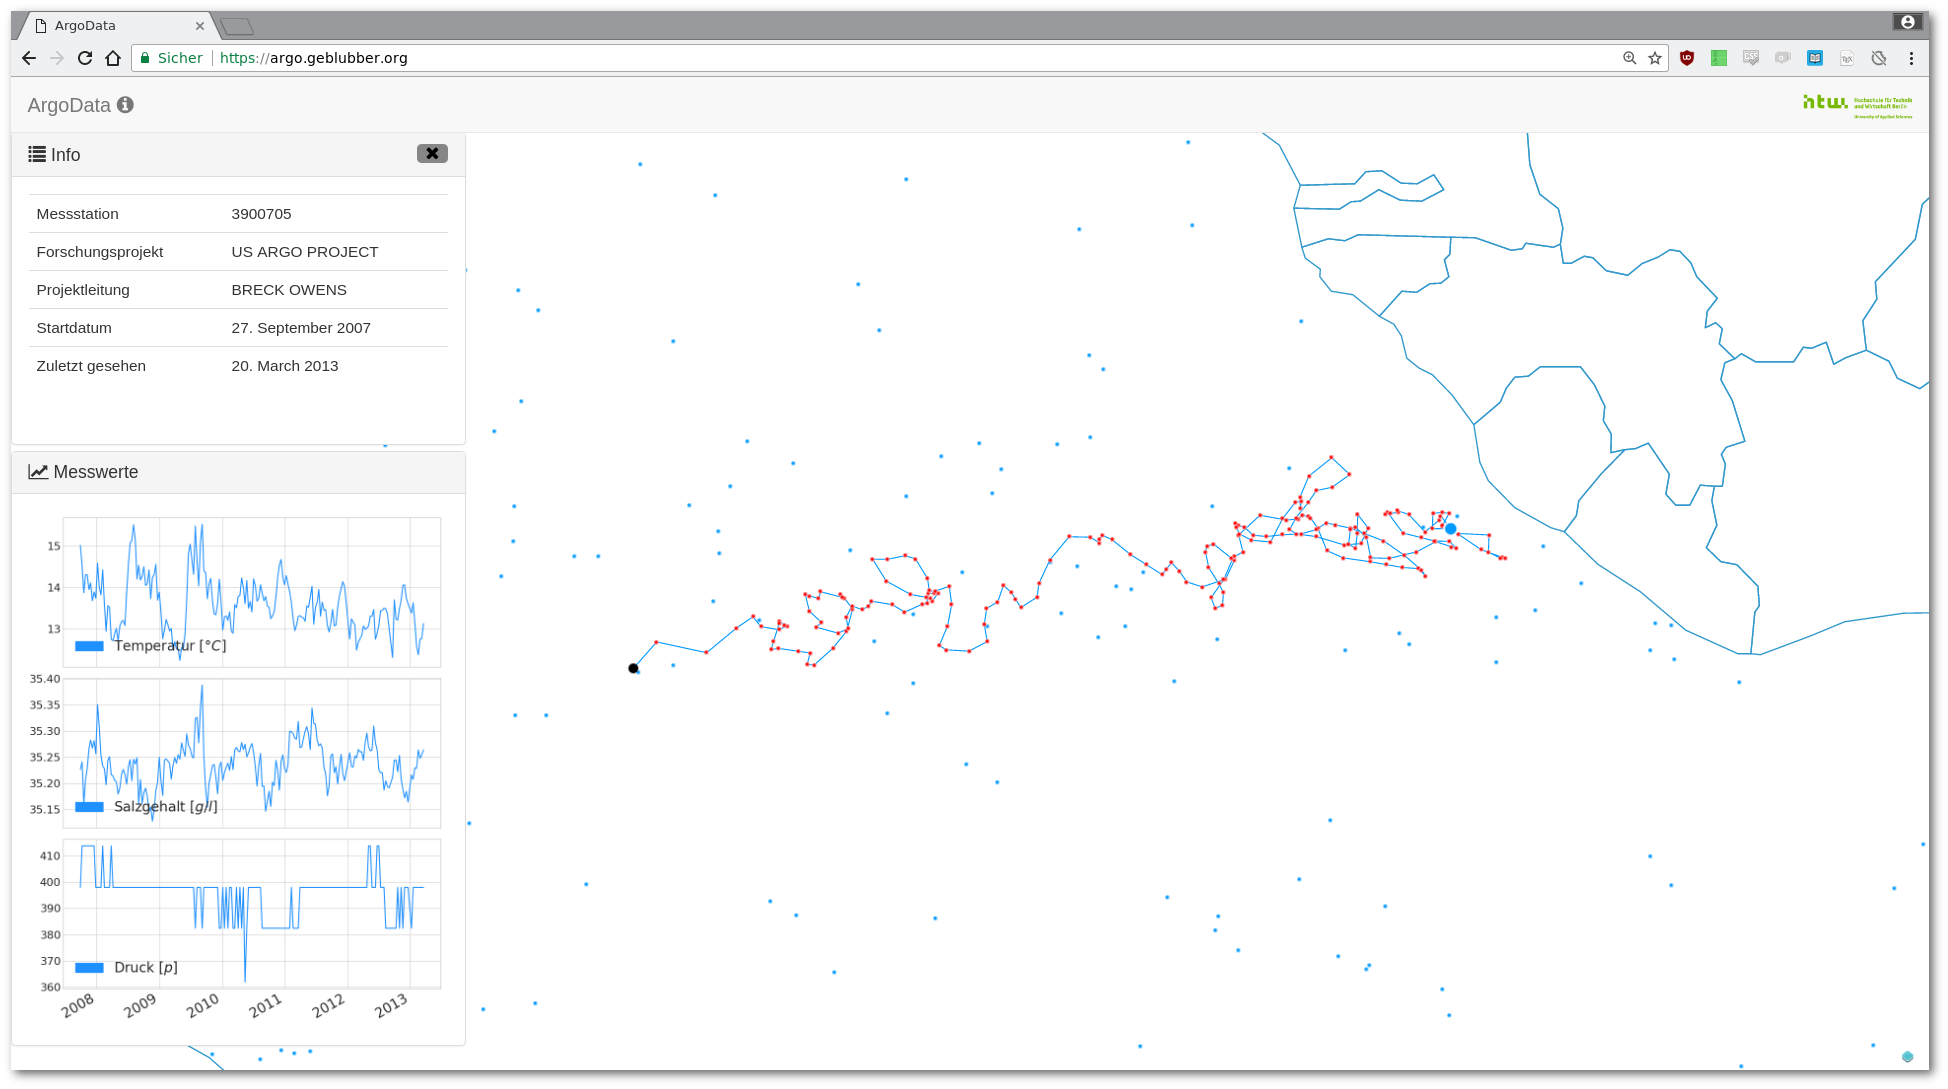 ArgoData
Sicher https://argo.geblubber.org
ArgoData
htw. Hochschule für Technik
und Wirtschaft Berlin
University of Applied Sciences
Info
Messstation 3900705
Forschungsprojekt US ARGO PROJECT
Projektleitung BRECK OWENS
Startdatum 27. September 2007
Zuletzt gesehen 20. March 2013
Messwerte
15
14
13
Temperatur [°C]
35.40
35.35
35.30
35.25
35.20
35.15
Salzgehalt [g/l]
410
400
390
380
370
360
Druck [p]
2008 2009 2010 2011 2012 2013